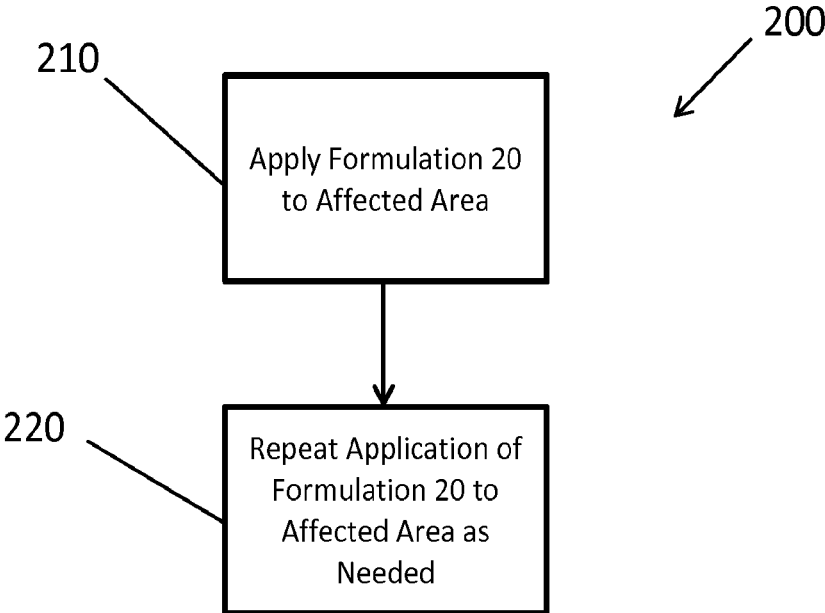 200
210
Apply Formulation 20
to Affected Area
220
Repeat Application of
Formulation 20 to
Affected Area as
Needed